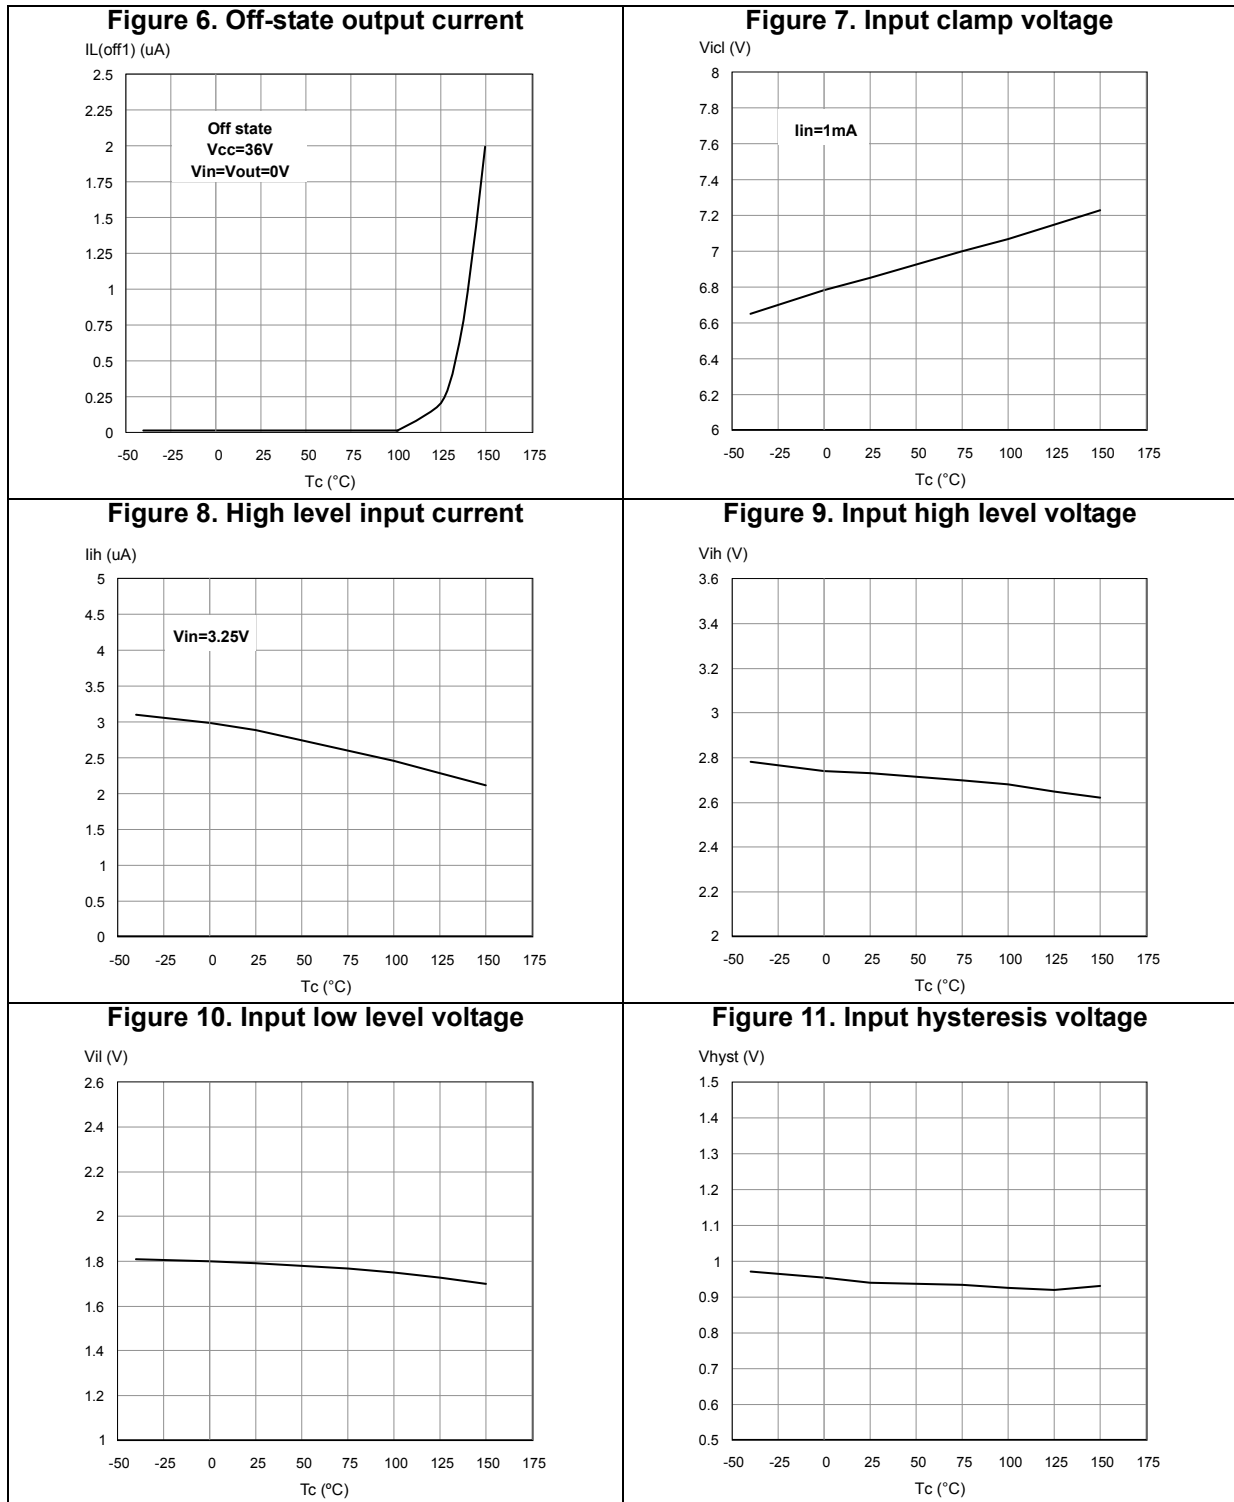 Figure 6. Off-state output current
IL(off1) (uA)
2.5
2.25
2
1.75
1.5
1.25
1
0.75
0.5
0.25
0
Off state
Vcc=36V
Vin=Vout=0V
-50 -25 0 25 50 75 100 125 150 175
Tc (°C)
Figure 7. Input clamp voltage
Vicl (V)
8
7.8
7.6
7.4
7.2
7
6.8
6.6
6.4
6.2
6
Iin=1mA
-50 -25 0 25 50 75 100 125 150 175
Tc (°C)
Figure 8. High level input current
Iih (uA)
5
4.5
4
3.5
3
2.5
2
1.5
1
0.5
0
Vin=3.25V
-50 -25 0 25 50 75 100 125 150 175
Tc (°C)
Figure 9. Input high level voltage
Vih (V)
3.6
3.4
3.2
3
2.8
2.6
2.4
2.2
2
-50 -25 0 25 50 75 100 125 150 175
Tc (°C)
Figure 10. Input low level voltage
Vil (V)
2.6
2.4
2.2
2
1.8
1.6
1.4
1.2
1
-50 -25 0 25 50 75 100 125 150 175
Tc (ºC)
Figure 11. Input hysteresis voltage
Vhyst (V)
1.5
1.4
1.3
1.2
1.1
1
0.9
0.8
0.7
0.6
0.5
-50 -25 0 25 50 75 100 125 150 175
Tc (°C)